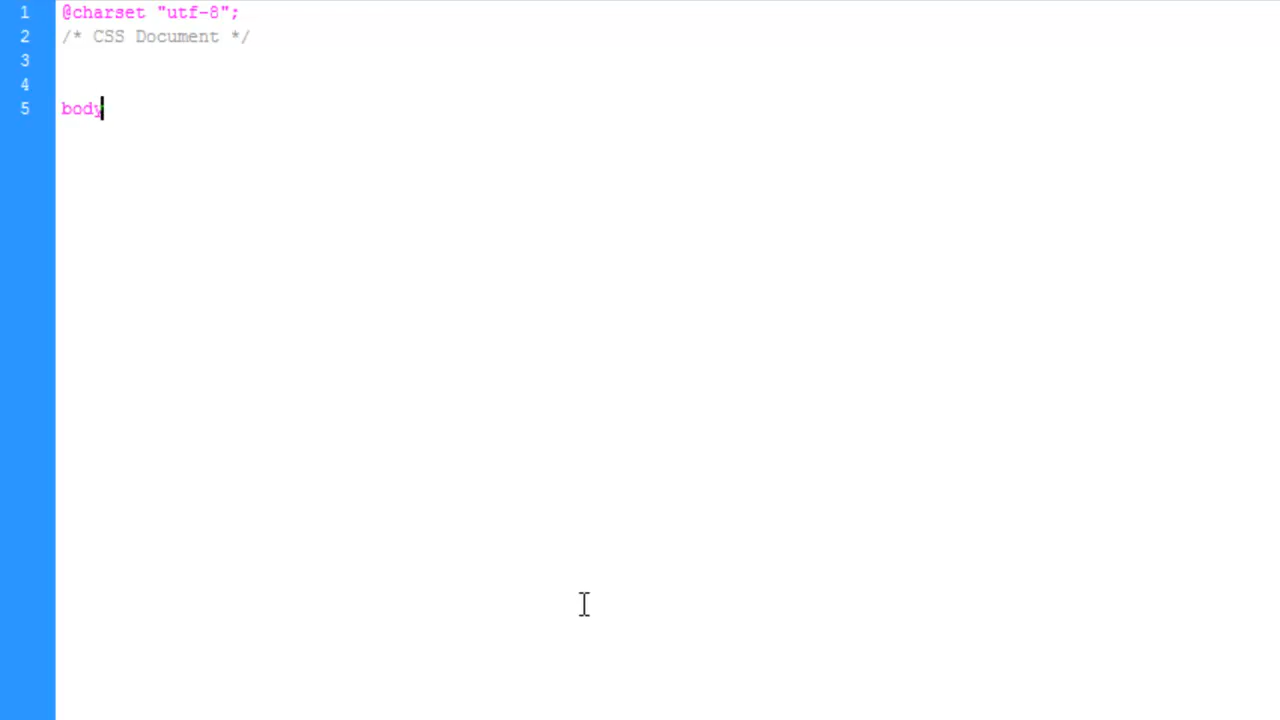 1 @charset "utf-8";
2 /* CSS Document */
3
4
5 body